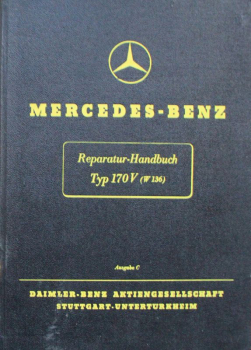 MERCEDES-BENZ
Reparatur-Handbuch
Typ 170 V (W 136)
Ausgabe C
DAIMLER-BENZ AKTIENGESELLSCHAFT
STUTTGART-UNTERTÜRKHEIM